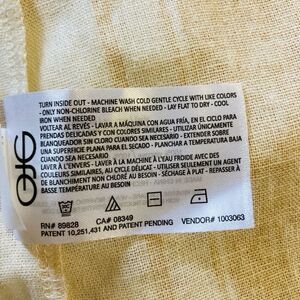 TURN INSIDE OUT - MACHINE WASH COLD GENTLE CYCLE WITH LIKE COLORS
- ONLY NON-CHLORINE BLEACH WHEN NEEDED - LAY FLAT TO DRY - COOL
IRON WHEN NEEDED
VOLTEAR AL REVÉS - LAVAR A MÁQUINA CON AGUA FRÍA, EN EL CICLO PARA
PRENDAS DELICADAS Y CON COLORES SIMILARES - UTILIZAR ÚNICAMENTE
BLANQUEADOR SIN CLORO CUANDO SEA NECESARIO - EXTENDER SOBRE
UNA SUPERFICIE PLANA PARA EL SECADO - PLANCHAR A TEMPERATURA BAJA
CUANDO SEA NECESARIO
LAVER À L'ENVERS - LAVER À LA MACHINE À L'EAU FROIDE AVEC DES
COULEURS SIMILAIRES, AU CYCLE DÉLICAT - UTILISER SEULEMENT UN AGENT
DE BLANCHIMENT NON CHLORÉ AU BESOIN - SÉCHAGE À PLAT - REPASSER À
BASSE TEMPÉRATURE AU BESOIN
RN# 89828 CA# 08349 VENDOR# 1003063
PATENT 10,251,431 AND PATENT PENDING